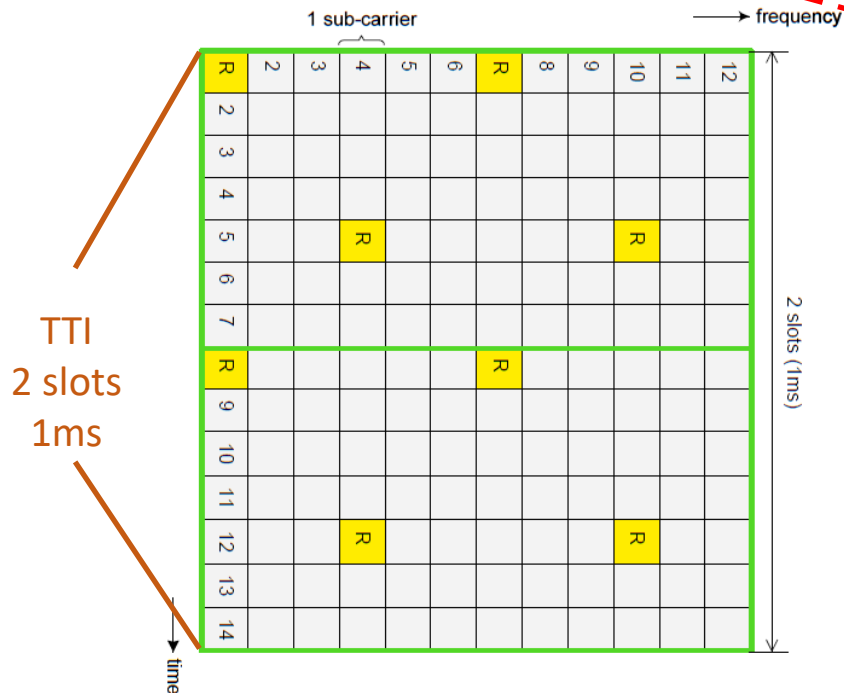 1 sub-carrier
frequency
R 2 3 4 5 6 R 8 9 10 11 12
2
3
4
5 R R
6
7
R R
9
10
11
12 R R
13
14
TTI
2 slots
1ms
2 slots (1ms)
time